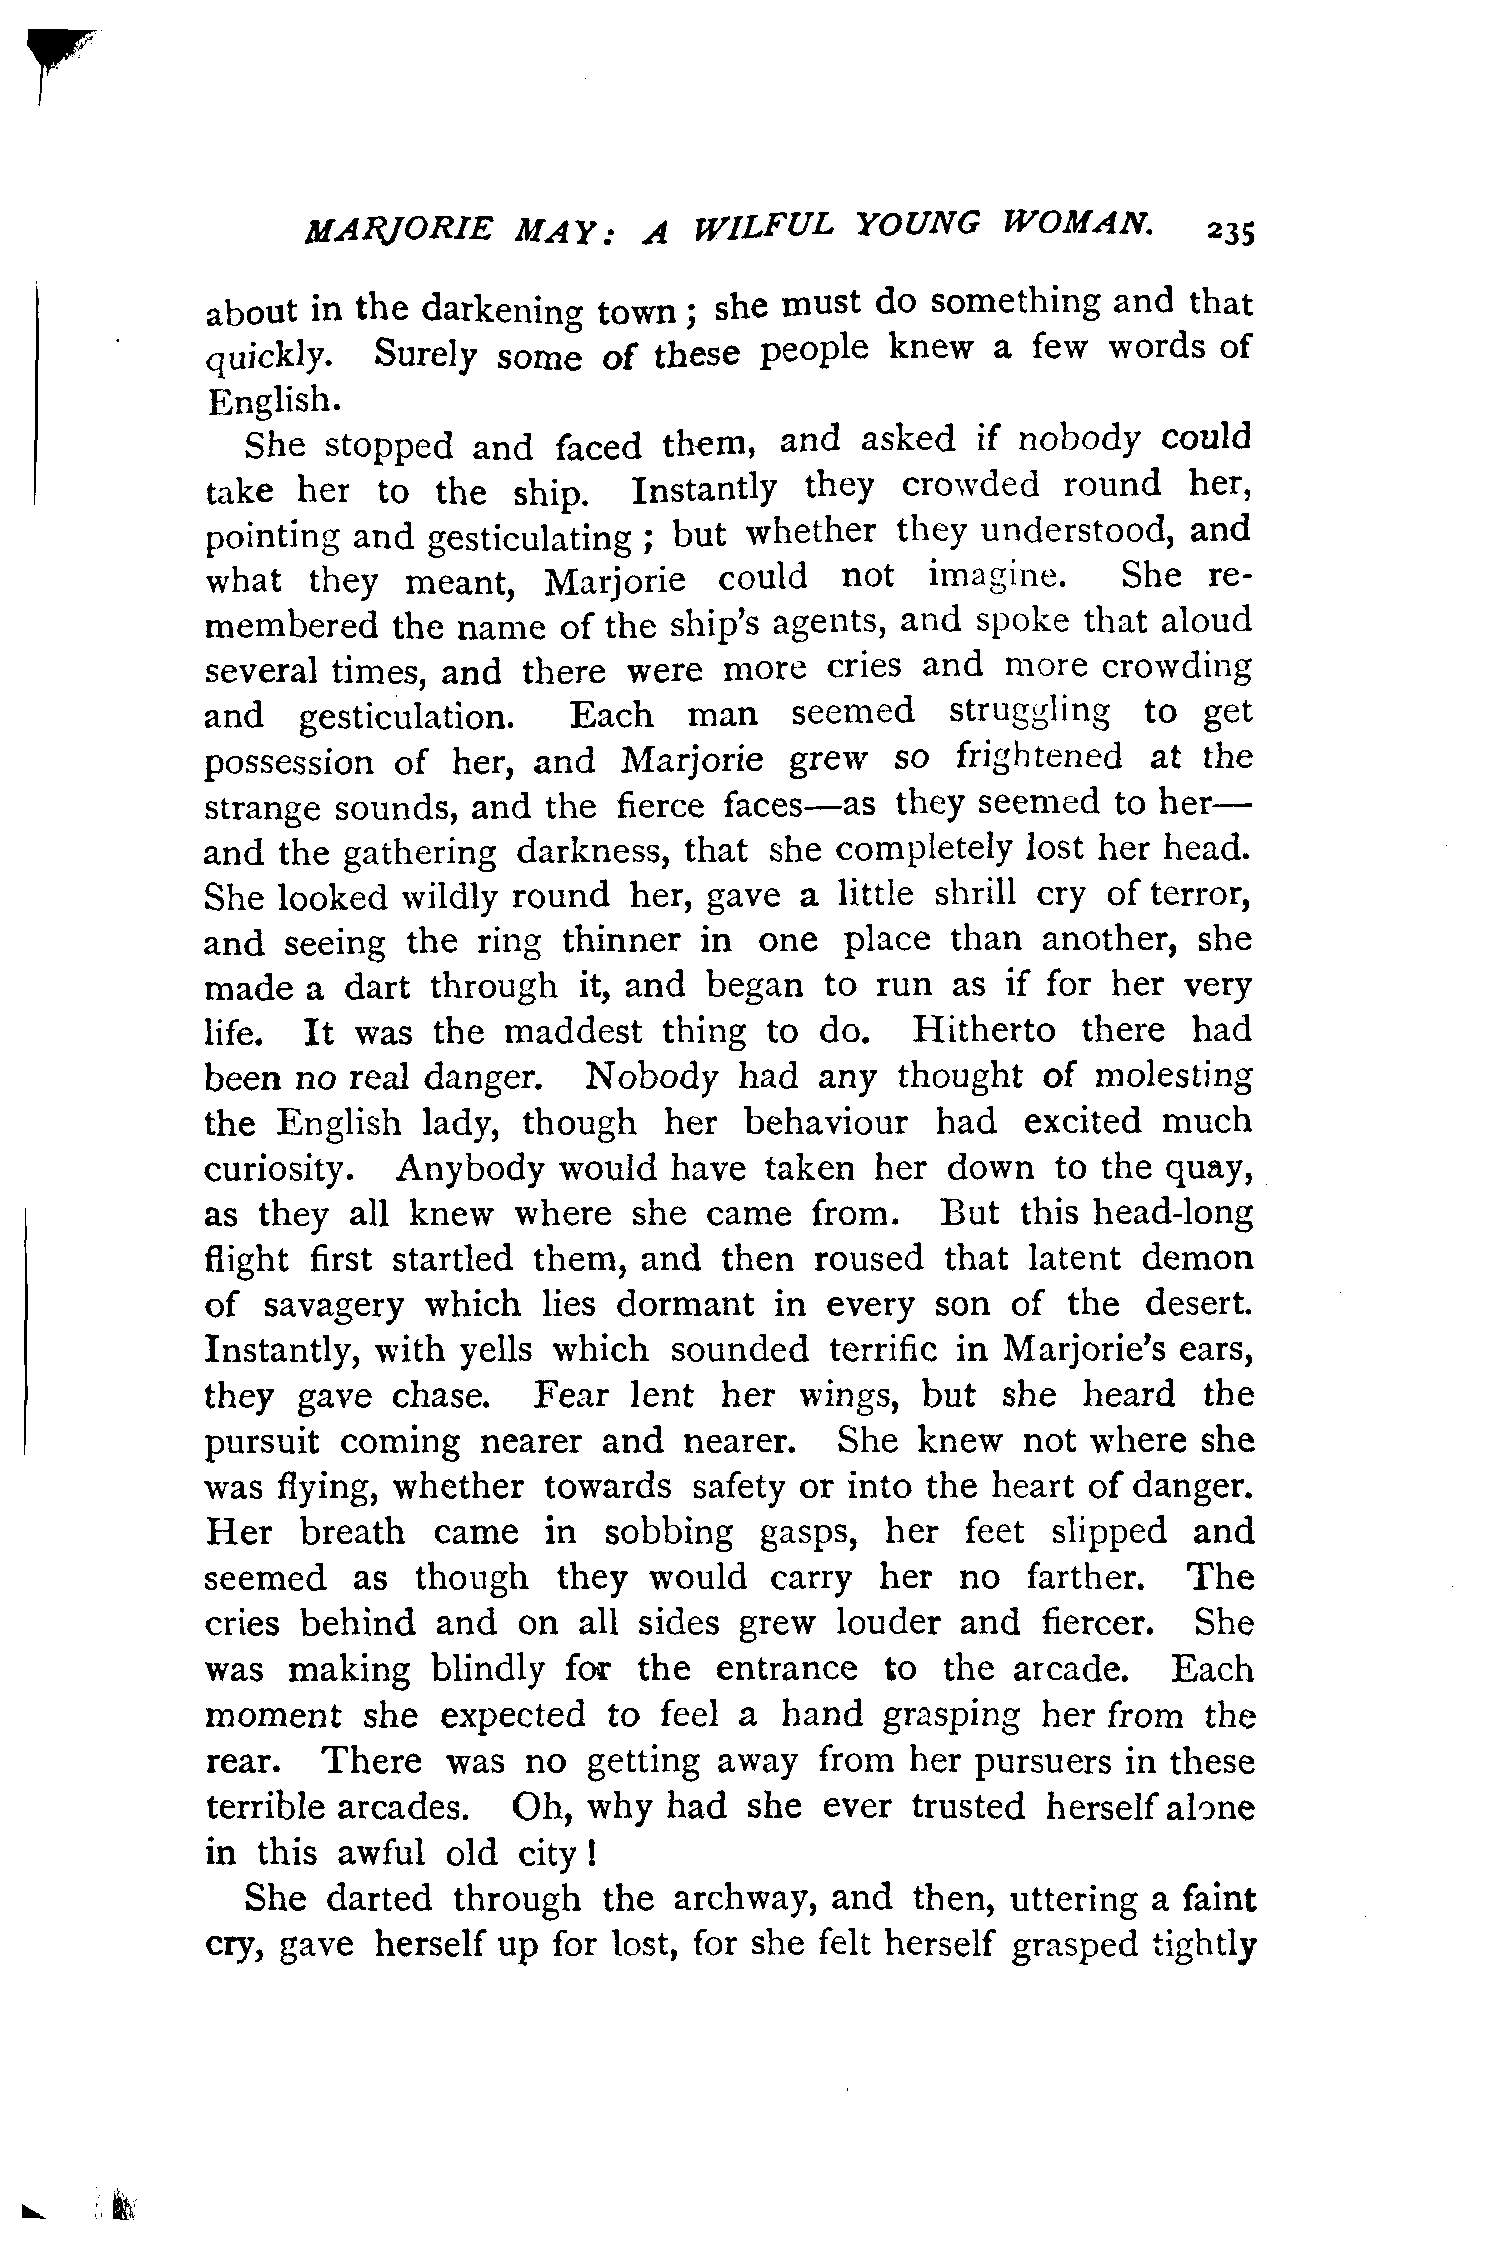 MARJORIE MAY: A WILFUL YOUNG WOMAN. 235
about in the darkening town ; she must do something and that
quickly. Surely some of these people knew a few words of
English.
She stopped and faced them, and asked if nobody could
take her to the ship. Instantly they crowded round her,
pointing and gesticulating ; but whether they understood, and
what they meant, Marjorie could not imagine. She re-
membered the name of the ship's agents, and spoke that aloud
several times, and there were more cries and more crowding
and gesticulation. Each man seemed struggling to get
possession of her, and Marjorie grew so frightened at the
strange sounds, and the fierce faces—as they seemed to her—
and the gathering darkness, that she completely lost her head.
She looked wildly round her, gave a little shrill cry of terror,
and seeing the ring thinner in one place than another, she
made a dart through it, and began to run as if for her very
life. It was the maddest thing to do. Hitherto there had
been no real danger. Nobody had any thought of molesting
the English lady, though her behaviour had excited much
curiosity. Anybody would have taken her down to the quay,
as they all knew where she came from. But this head-long
flight first startled them, and then roused that latent demon
of savagery which lies dormant in every son of the desert.
Instantly, with yells which sounded terrific in Marjorie's ears,
they gave chase. Fear lent her wings, but she heard the
pursuit coming nearer and nearer. She knew not where she
was flying, whether towards safety or into the heart of danger.
Her breath came in sobbing gasps, her feet slipped and
seemed as though they would carry her no farther. The
cries behind and on all sides grew louder and fiercer. She
was making blindly for the entrance to the arcade. Each
moment she expected to feel a hand grasping her from the
rear. There was no getting away from her pursuers in these
terrible arcades. Oh, why had she ever trusted herself alone
in this awful old city !
She darted through the archway, and then, uttering a faint
cry, gave herself up for lost, for she felt herself grasped tightly